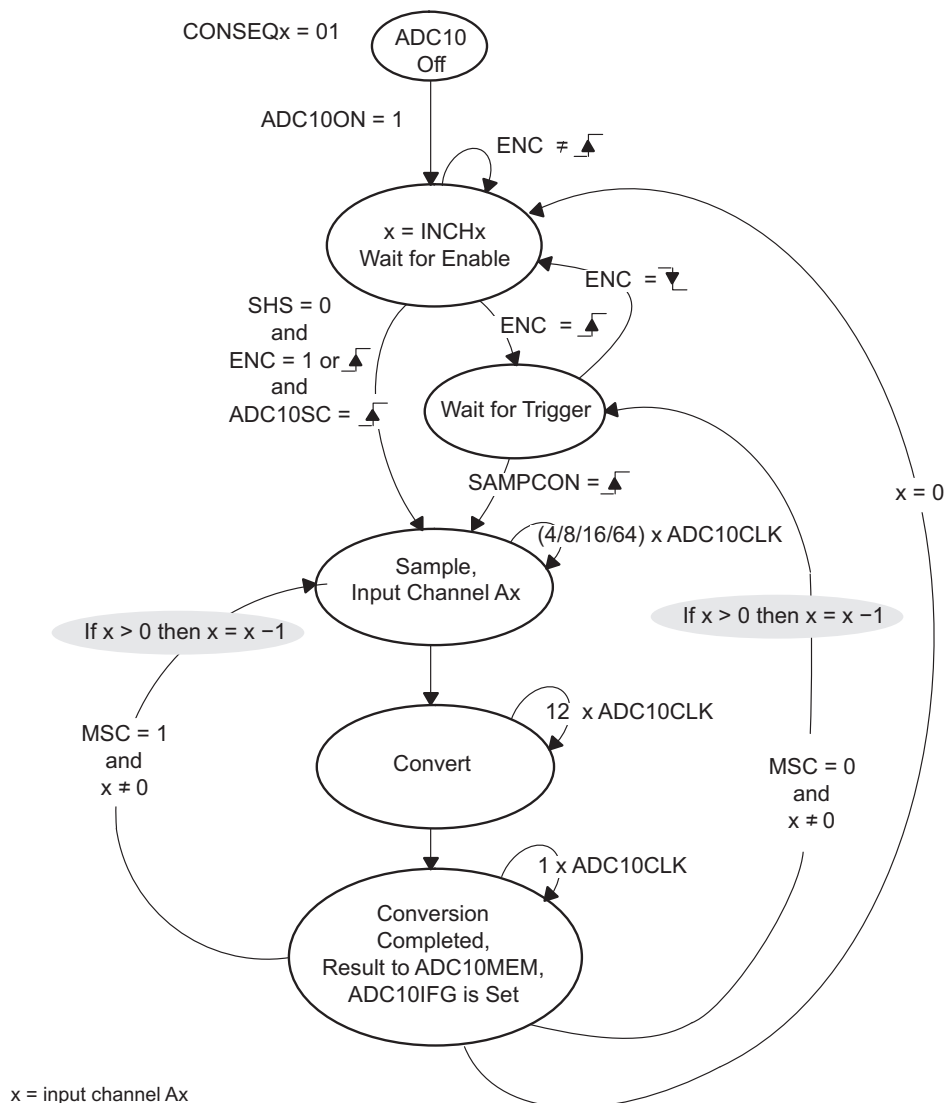 CONSEQx = 01
ADC10
Off
ADC10ON = 1
ENC ≠
x = INCHx
Wait for Enable
ENC =
SHS = 0
and
ENC = 1 or
and
ADC10SC =
ENC =
Wait for Trigger
SAMPCON =
x = 0
(4/8/16/64) x ADC10CLK
Sample,
Input Channel Ax
If x > 0 then x = x −1
If x > 0 then x = x −1
12 x ADC10CLK
MSC = 1
and
x ≠ 0
Convert
MSC = 0
and
x ≠ 0
1 x ADC10CLK
Conversion
Completed,
Result to ADC10MEM,
ADC10IFG is Set
x = input channel Ax